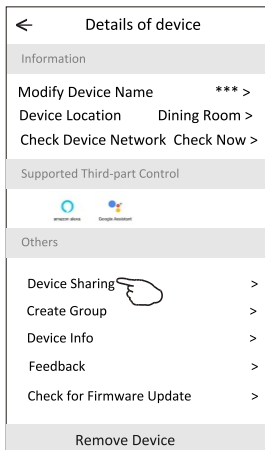 Details of device
Information
Modify Device Name *** >
Device Location Dining Room >
Check Device Network Check Now >
Supported Third-part Control
amazon alexa Google Assistant
Others
Device Sharing >
Create Group >
Device Info >
Feedback >
Check for Firmware Update >
Remove Device